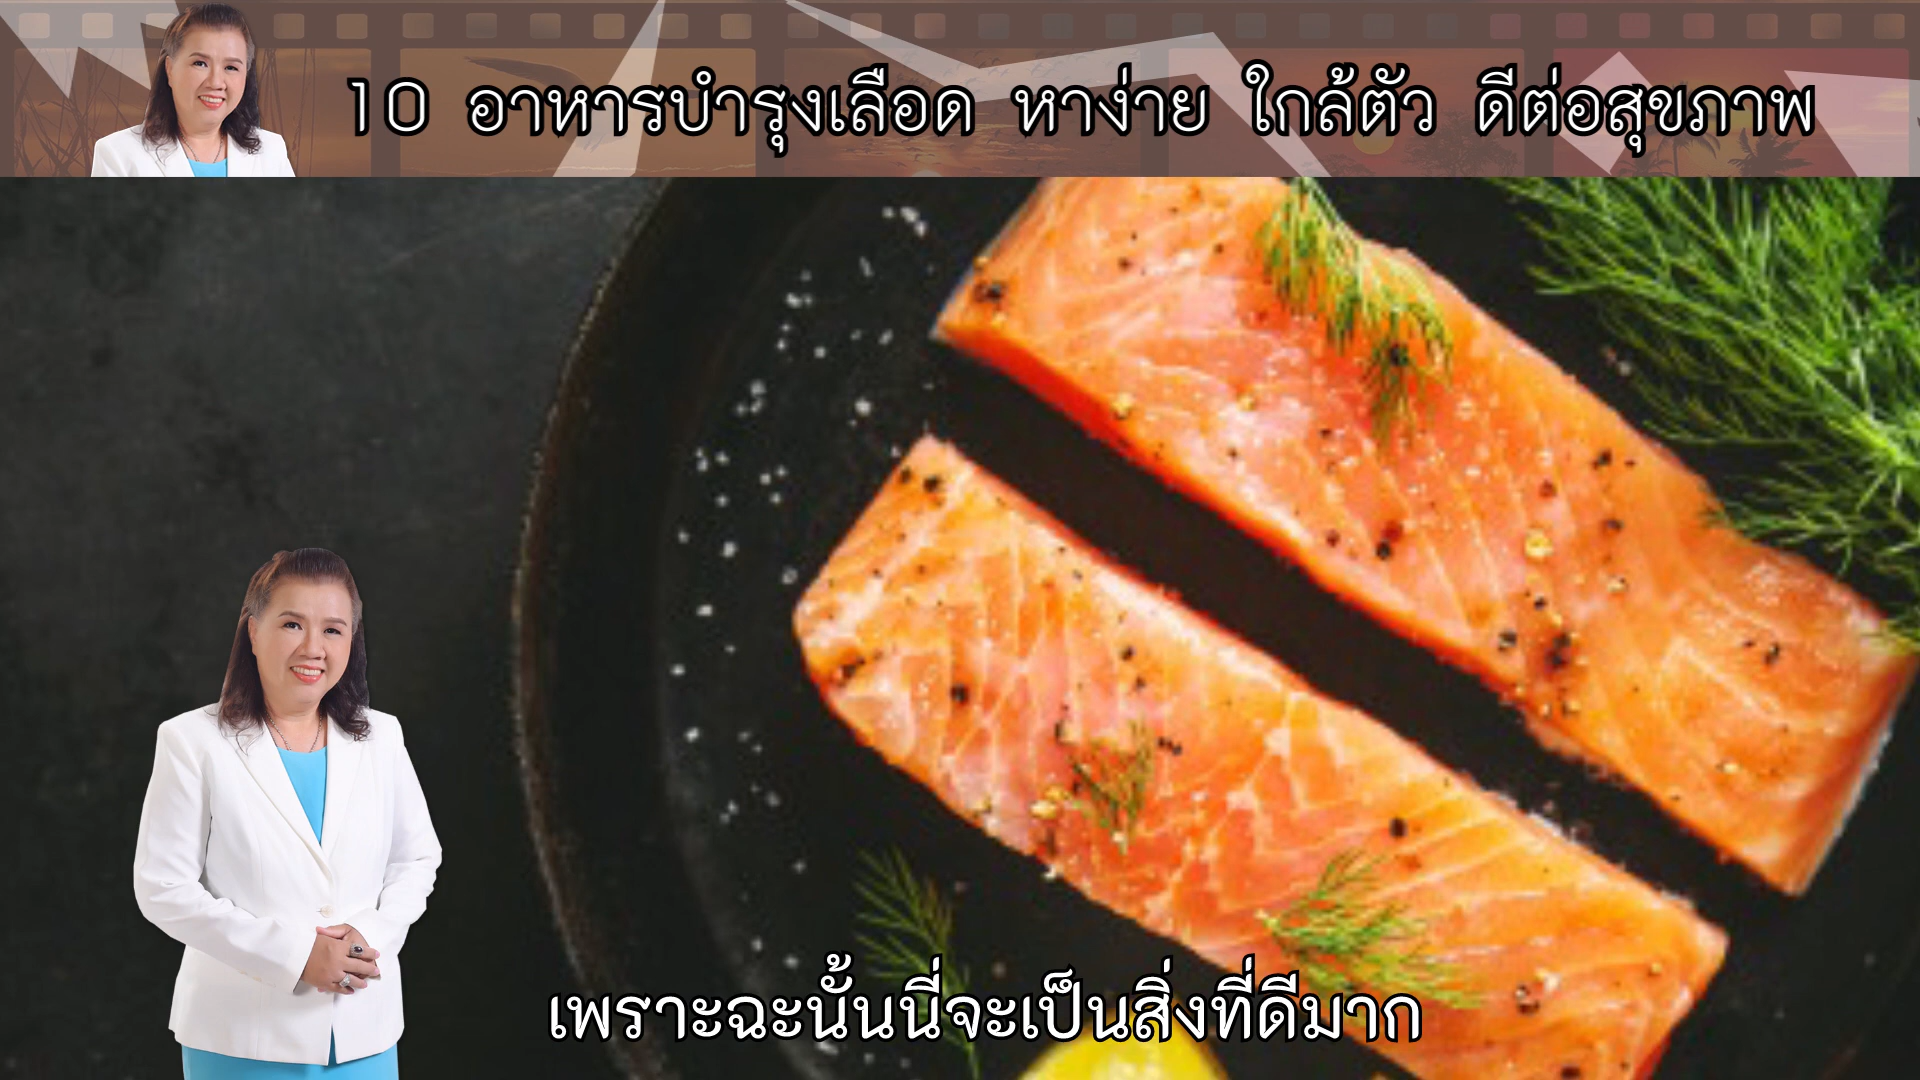 10 อาหารบำรุงเลือด หาง่าย ใกล้ตัว ดีต่อสุขภาพ
เพราะฉะนั้นนี่จะเป็นสิ่งที่ดีมาก